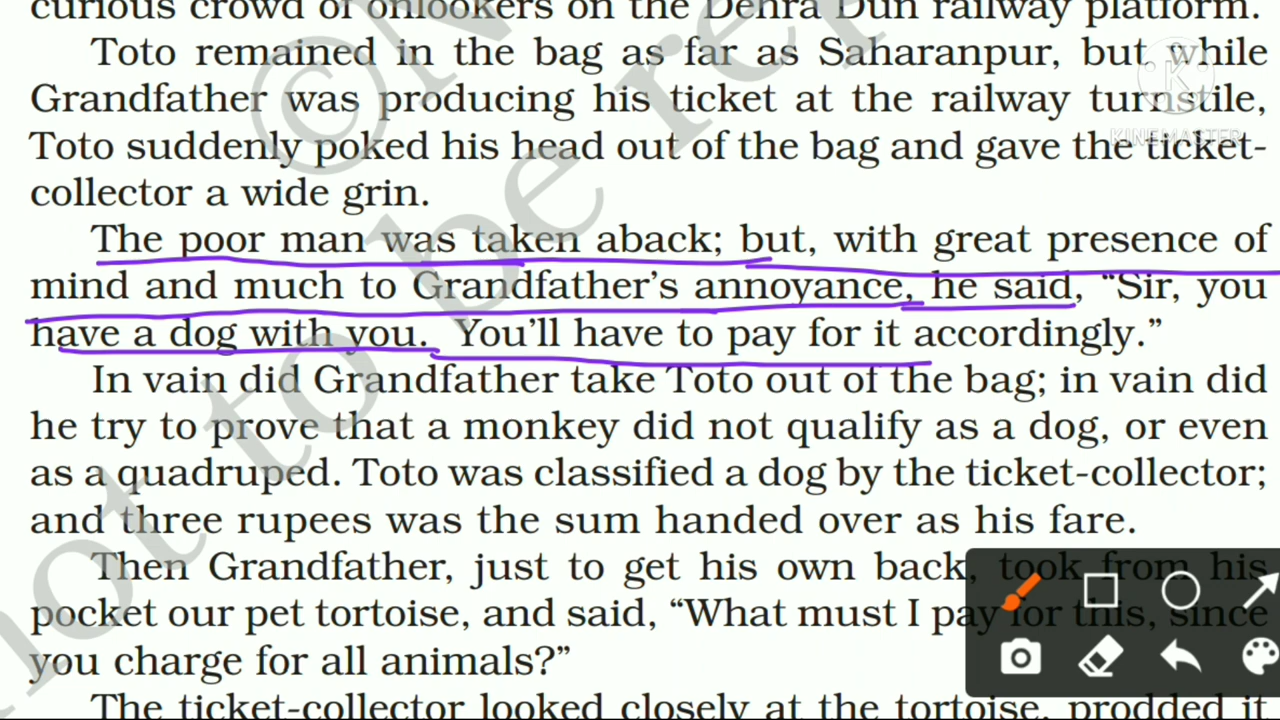 curious crowd of onlookers on the Dehra Dun railway platform.
Toto remained in the bag as far as Saharanpur, but while
Grandfather was producing his ticket at the railway turnstile,
Toto suddenly poked his head out of the bag and gave the ticket-
collector a wide grin.
The poor man was taken aback; but, with great presence of
mind and much to Grandfather's annoyance, he said, “Sir, you
have a dog with you. You'll have to pay for it accordingly.”
In vain did Grandfather take Toto out of the bag; in vain did
he try to prove that a monkey did not qualify as a dog, or even
as a quadruped. Toto was classified a dog by the ticket-collector;
and three rupees was the sum handed over as his fare.
Then Grandfather, just to get his own back, took from his
pocket our pet tortoise, and said, “What must I pay for this, since
you charge for all animals?”
The ticket-collector looked closely at the tortoise, prodded it
©N
not to be re
K
KINEMASTER